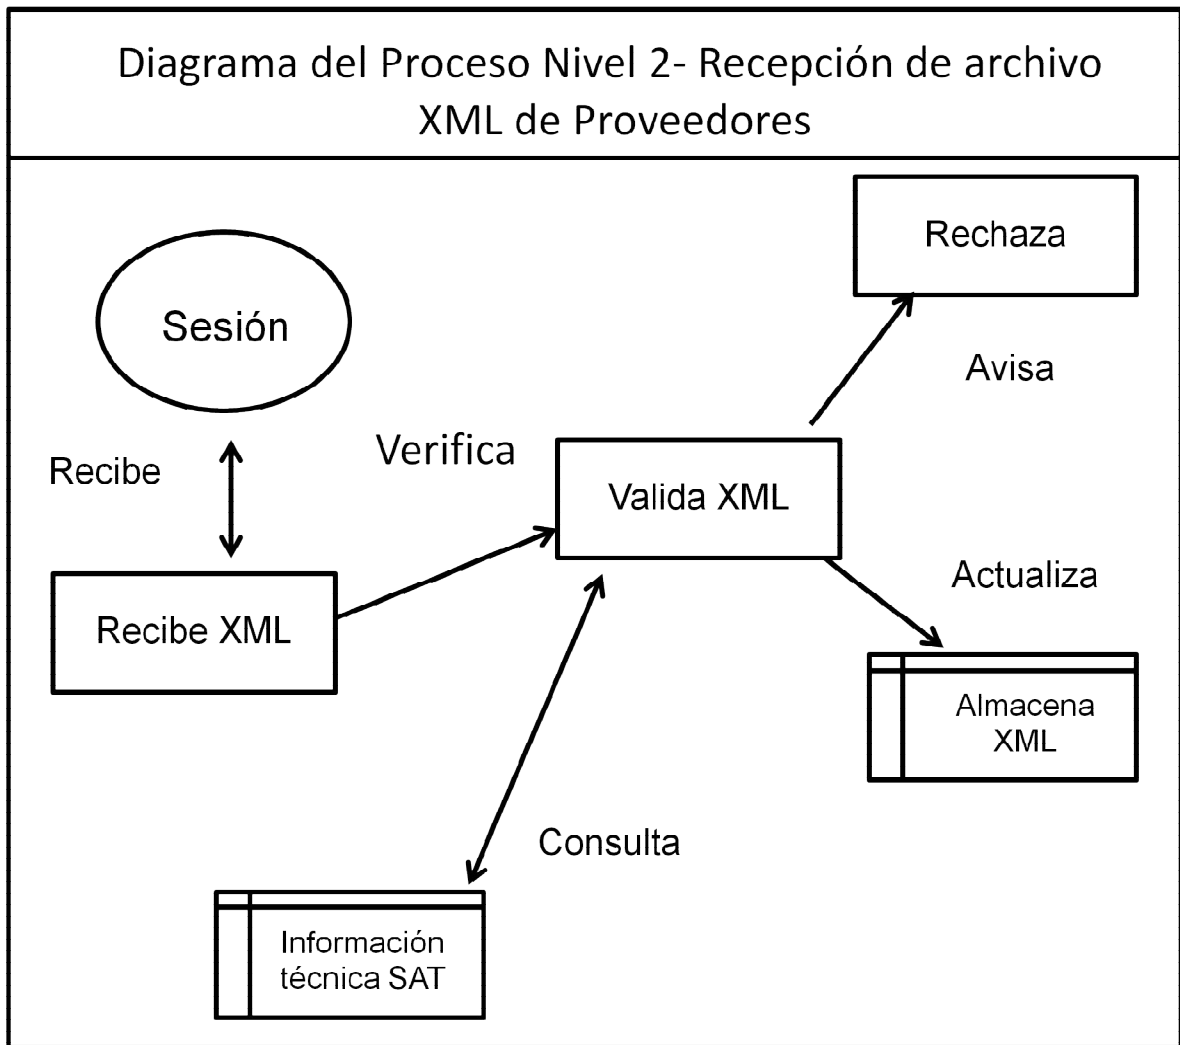 Diagrama del Proceso Nivel 2- Recepción de archivo
XML de Proveedores
Rechaza
Sesión
Avisa
Recibe
Verifica
Valida XML
Actualiza
Recibe XML
Almacena
XML
Consulta
Información
técnica SAT